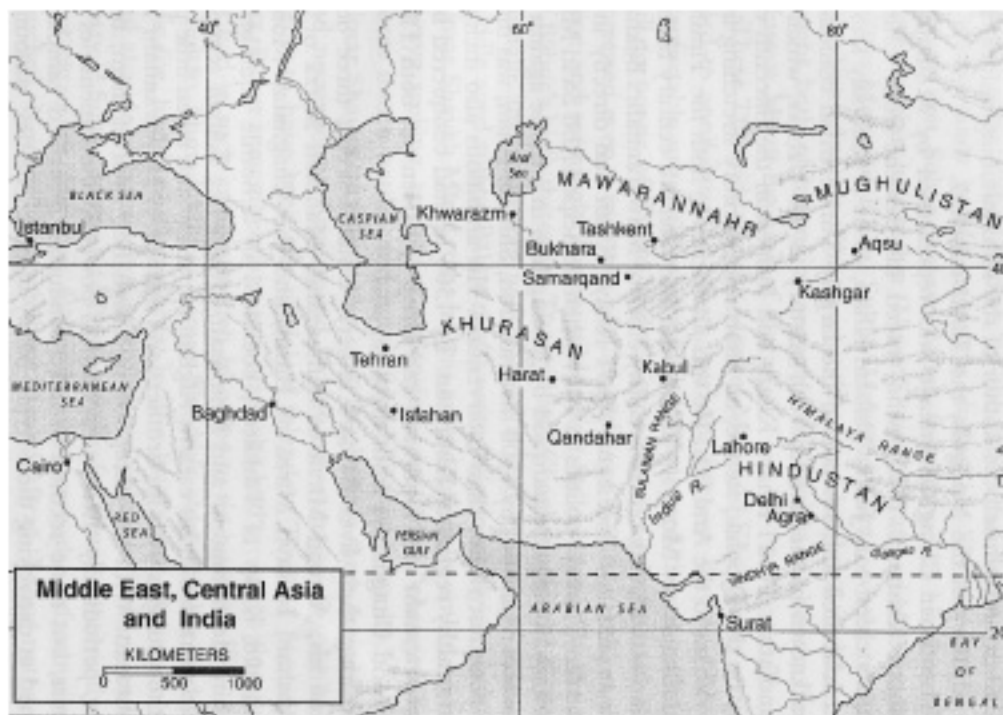 40°
60°
80°
BLACK SEA
Istanbul
CASPIAN
SEA
Aral
Sea
Khwarazm
MAWARANNAHR
MUGHULISTAN
Tashkent
Bukhara
Samarqand
Aqsu
Kashgar
40
KHURASAN
Tehran
Harat
Kabul
MEDITERRANEAN
SEA
Baghdad
Isfahan
Qandahar
SULAIMAN RANGE
HIMALAYA RANGE
Lahore
HINDUSTAN
Cairo
Indus R.
Delhi
Agra
RED
SEA
PERSIAN
GULF
VINDHYA RANGE
Ganges R.
Middle East, Central Asia
and India
KILOMETERS
0 500 1000
ARABIAN SEA
Surat
20
BAY
OF
BENGAL